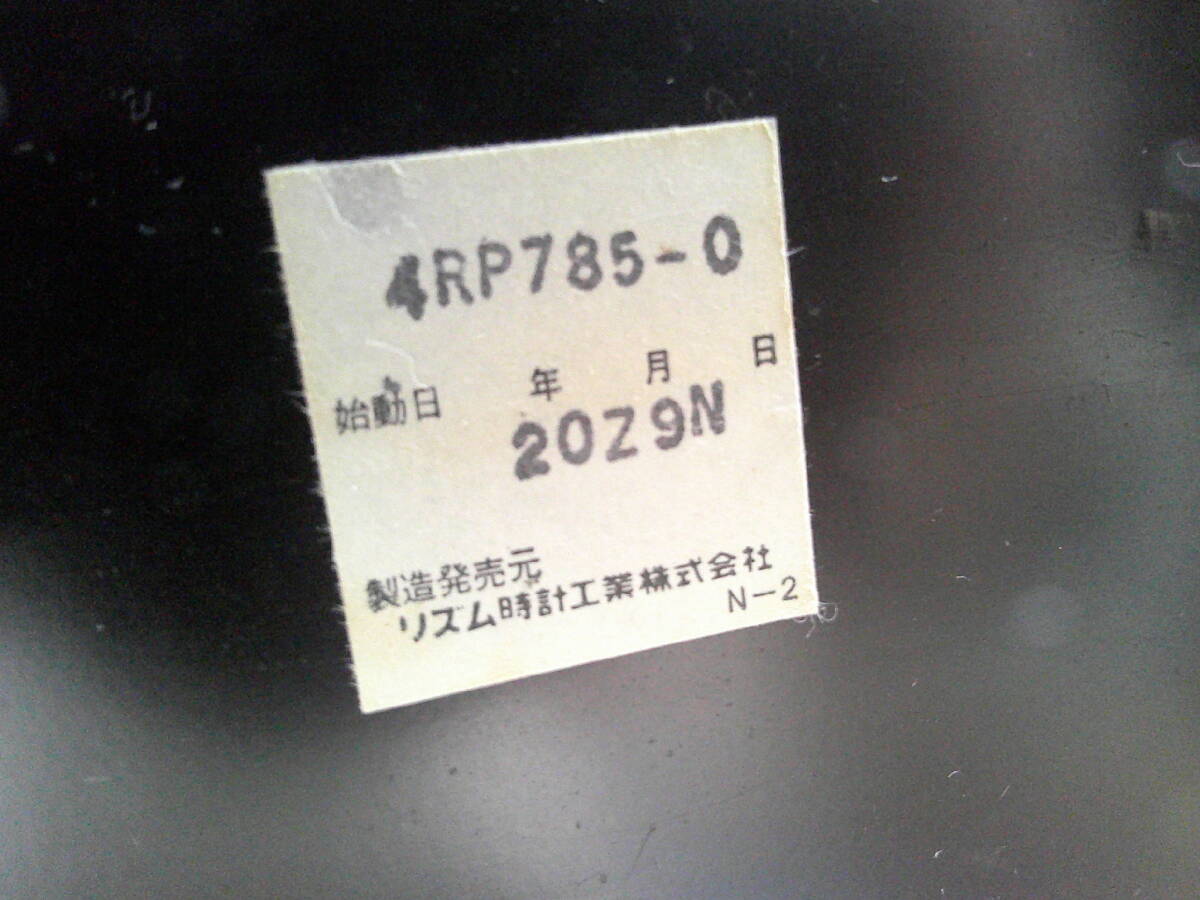 4RP785-0
始動日 年 月 日
20Z9N
製造発売元
リズム時計工業株式会社
N-2